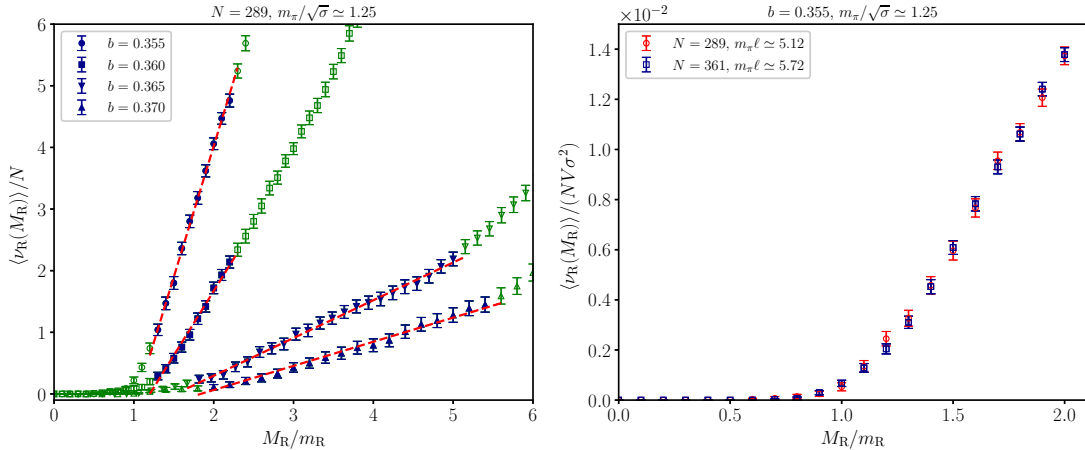 N = 289, m_π/√σ ≃ 1.25
6
5
4
3
2
1
0
⟨ν_R(M_R)⟩/N
b = 0.355
b = 0.360
b = 0.365
b = 0.370
0 1 2 3 4 5 6
M_R/m_R
×10⁻²
b = 0.355, m_π/√σ ≃ 1.25
1.4
1.2
1.0
0.8
0.6
0.4
0.2
0.0
⟨ν_R(M_R)⟩/(NVσ²)
N = 289, m_πℓ ≃ 5.12
N = 361, m_πℓ ≃ 5.72
0.0 0.5 1.0 1.5 2.0
M_R/m_R